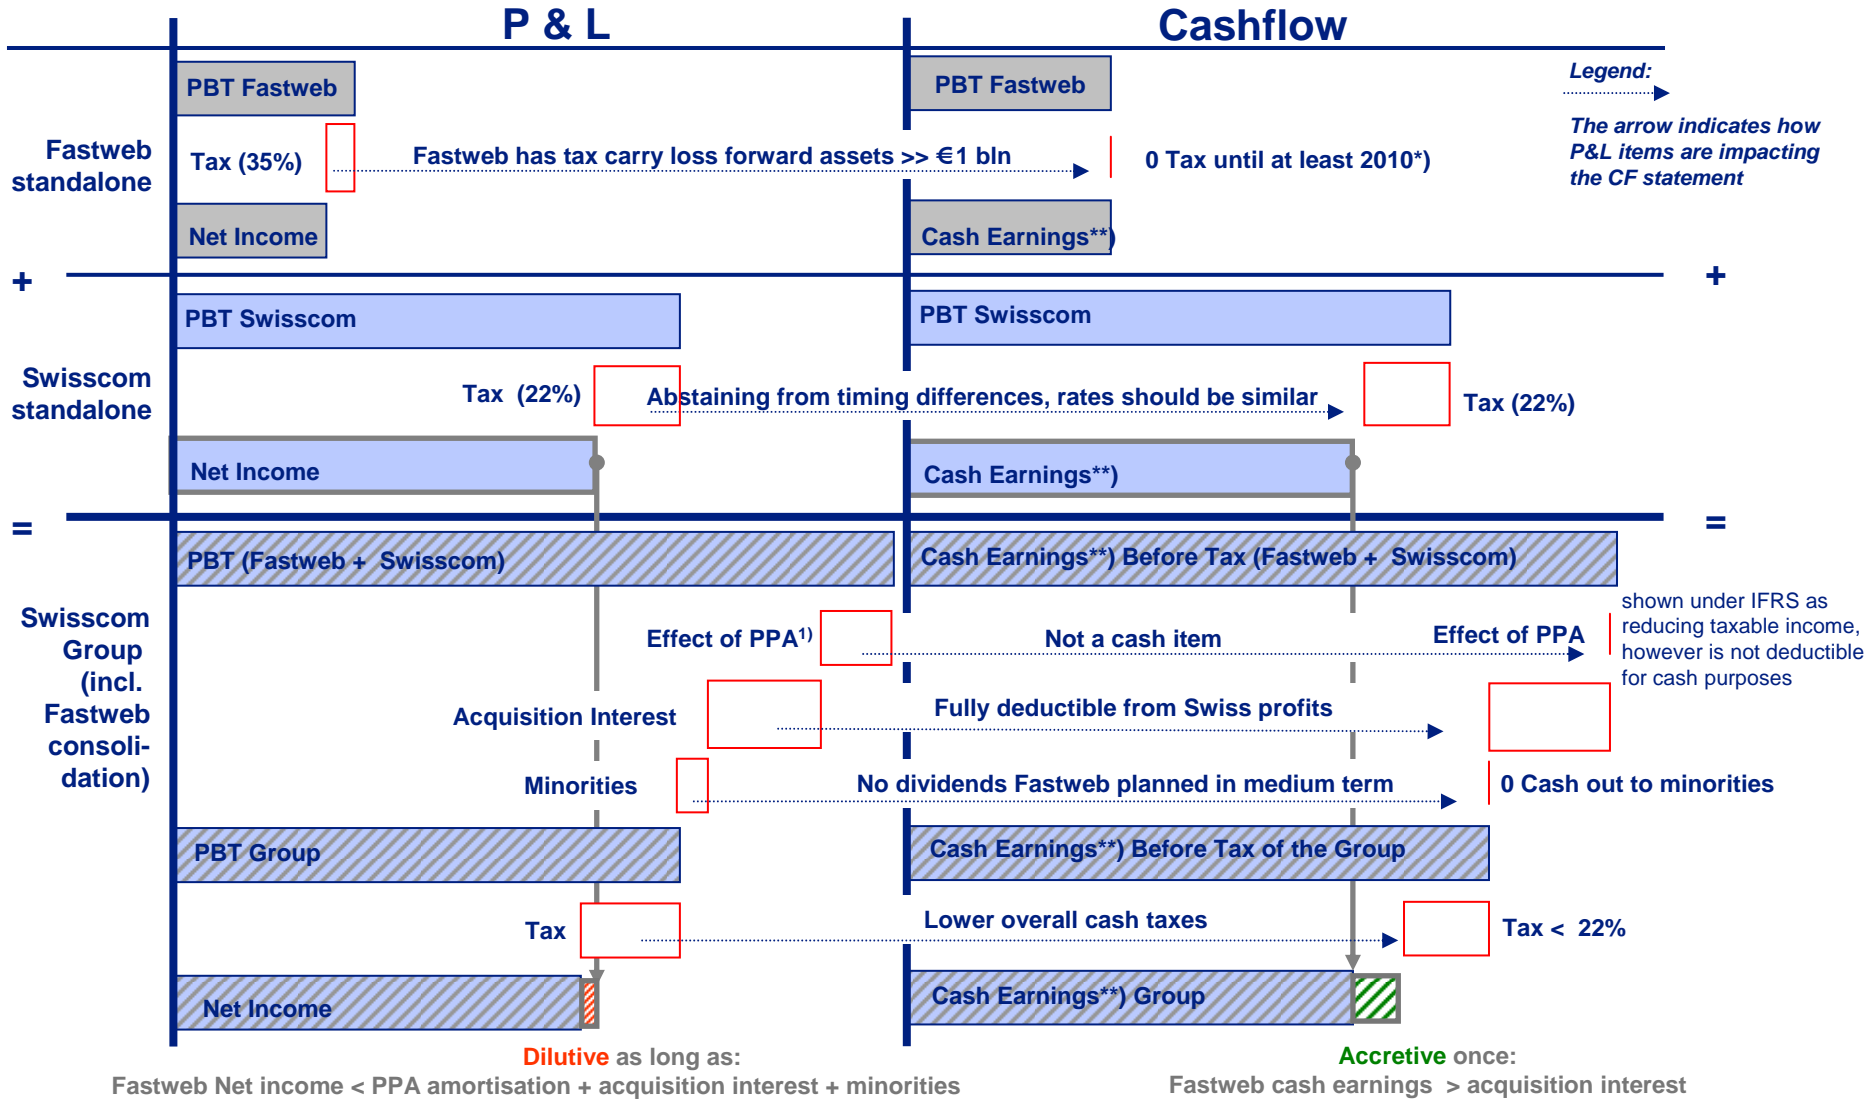 P & L
Cashflow
Legend:
The arrow indicates how
P&L items are impacting
the CF statement
Fastweb
standalone
PBT Fastweb
PBT Fastweb
Tax (35%)
Fastweb has tax carry loss forward assets >> €1 bln
0 Tax until at least 2010*)
Net Income
Cash Earnings**)
+
+
Swisscom
standalone
PBT Swisscom
PBT Swisscom
Tax (22%)
Abstaining from timing differences, rates should be similar
Tax (22%)
Net Income
Cash Earnings**)
=
=
Swisscom
Group
(incl.
Fastweb
consoli-
dation)
PBT (Fastweb + Swisscom)
Cash Earnings**) Before Tax (Fastweb + Swisscom)
Effect of PPA1)
Not a cash item
Effect of PPA
shown under IFRS as
reducing taxable income,
however is not deductible
for cash purposes
Acquisition Interest
Fully deductible from Swiss profits
Minorities
No dividends Fastweb planned in medium term
0 Cash out to minorities
PBT Group
Cash Earnings**) Before Tax of the Group
Tax
Lower overall cash taxes
Tax < 22%
Net Income
Cash Earnings**) Group
Dilutive as long as:
Fastweb Net income < PPA amortisation + acquisition interest + minorities
Accretive once:
Fastweb cash earnings > acquisition interest